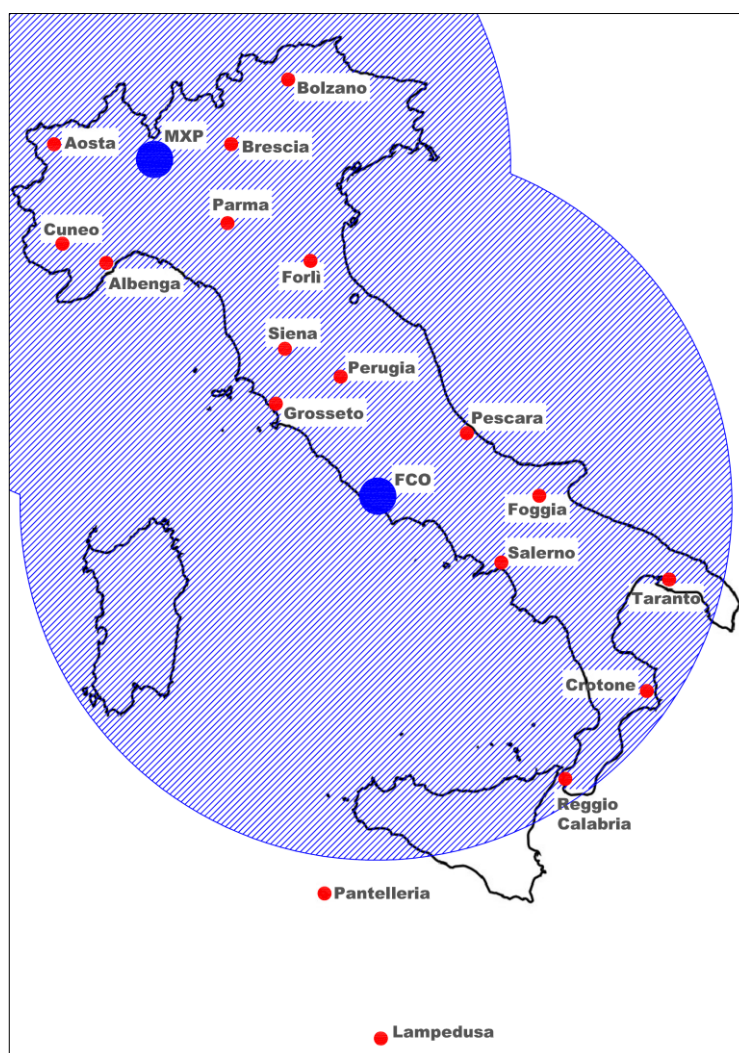 Bolzano
MXP
Aosta
Brescia
Parma
Cuneo
Forlì
Albenga
Siena
Perugia
Grosseto
Pescara
FCO
Foggia
Salerno
Taranto
Crotone
Reggio
Calabria
Pantelleria
Lampedusa